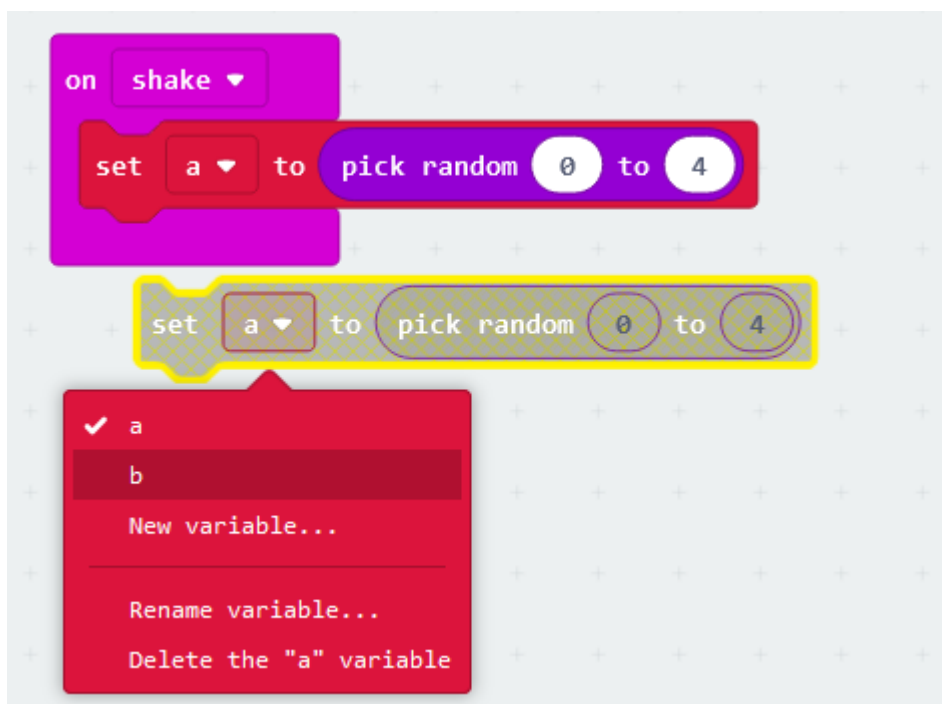 on shake
set a to pick random 0 to 4
set a to pick random 0 to 4
a
b
New variable...
Rename variable...
Delete the "a" variable